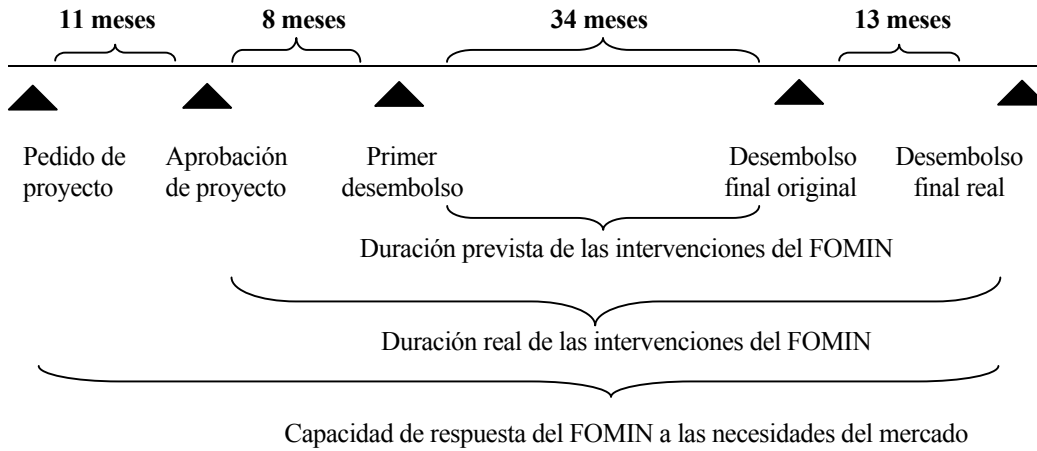 11 meses 8 meses 34 meses 13 meses
Pedido de proyecto
Aprobación de proyecto
Primer desembolso
Desembolso final original
Desembolso final real
Duración prevista de las intervenciones del FOMIN
Duración real de las intervenciones del FOMIN
Capacidad de respuesta del FOMIN a las necesidades del mercado